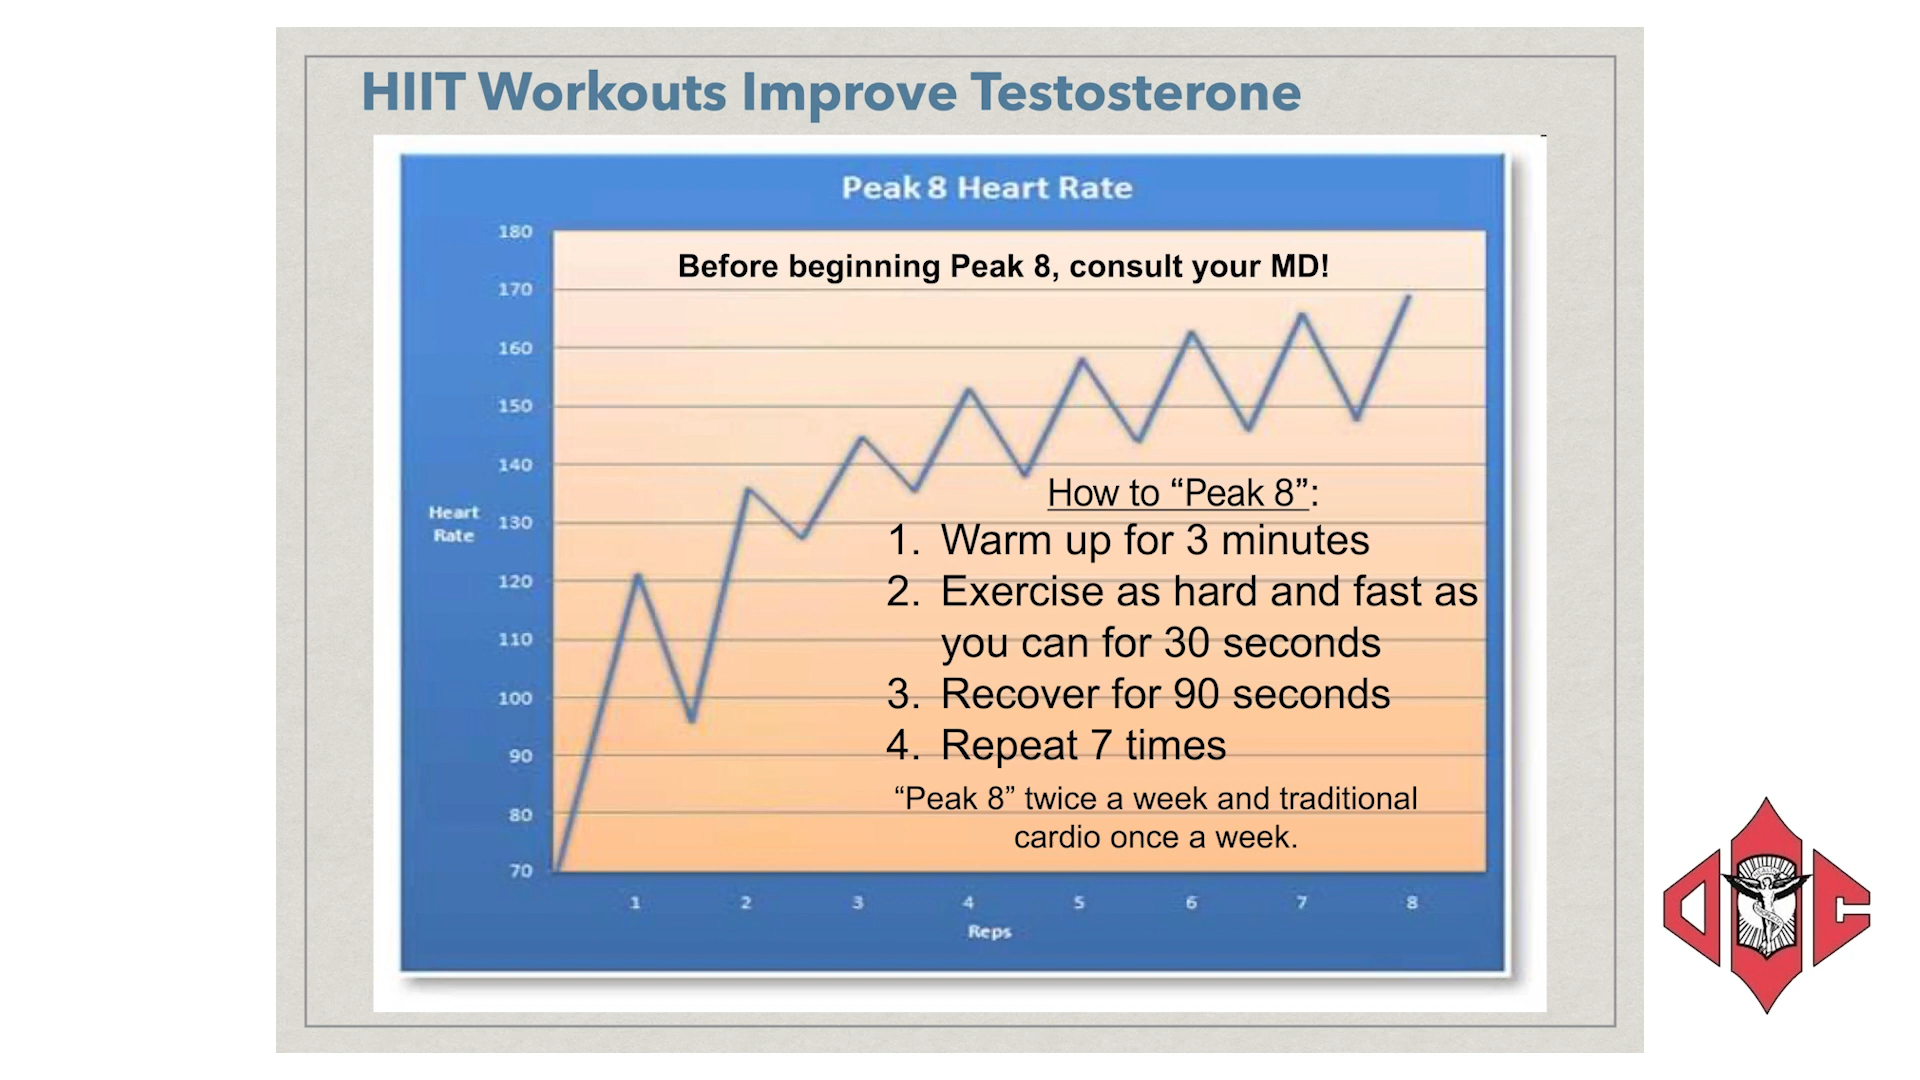 HIIT Workouts Improve Testosterone
Peak 8 Heart Rate
Before beginning Peak 8, consult your MD!
180
170
160
150
140
130
120
110
100
90
80
70
Heart
Rate
How to “Peak 8”:
1. Warm up for 3 minutes
2. Exercise as hard and fast as
you can for 30 seconds
3. Recover for 90 seconds
4. Repeat 7 times
“Peak 8” twice a week and traditional
cardio once a week.
1 2 3 4 5 6 7 8
Reps
D C